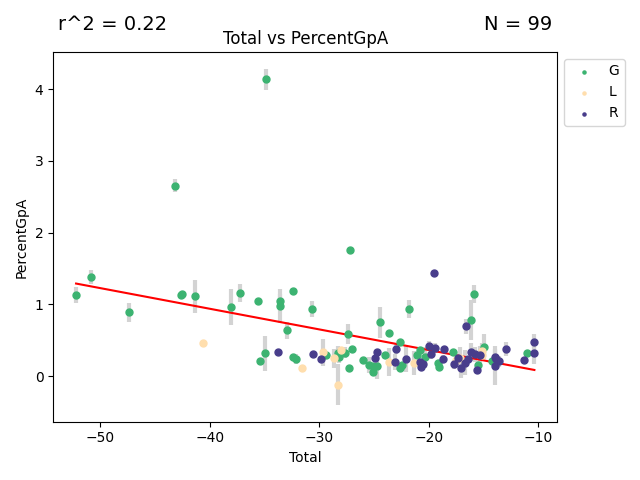 r^2 = 0.22
N = 99
Total vs PercentGpA
G
L
R
4
3
2
1
0
PercentGpA
−50
−40
−30
−20
−10
Total